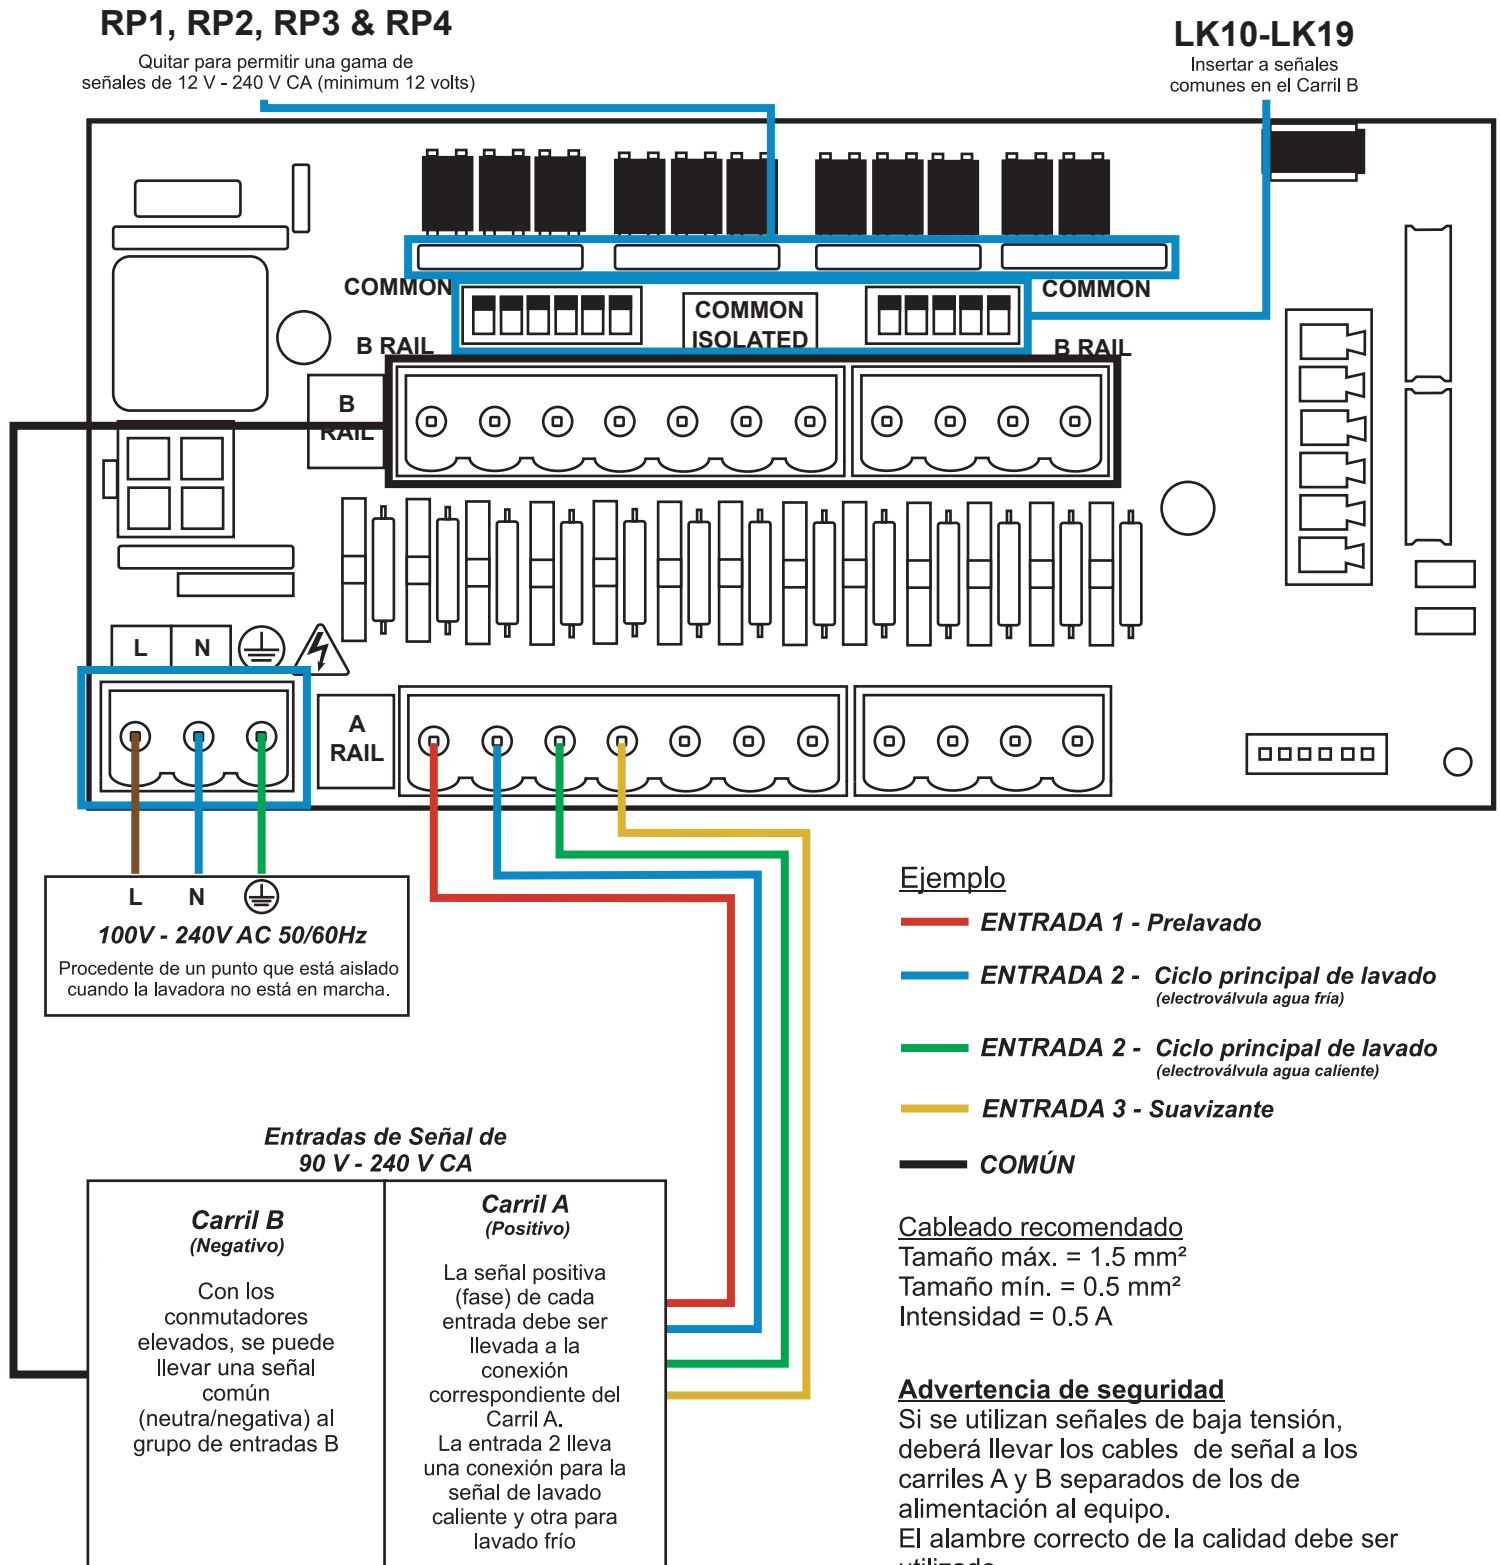 RP1, RP2, RP3 & RP4
Quitar para permitir una gama de
señales de 12 V - 240 V CA (minimum 12 volts)
LK10-LK19
Insertar a señales
comunes en el Carril B
COMMON
COMMON
ISOLATED
COMMON
B RAIL
B RAIL
B
RAIL
L
N
A
RAIL
L
N
100V - 240V AC 50/60Hz
Procedente de un punto que está aislado
cuando la lavadora no está en marcha.
Ejemplo
ENTRADA 1 - Prelavado
ENTRADA 2 - Ciclo principal de lavado
(electroválvula agua fría)
ENTRADA 2 - Ciclo principal de lavado
(electroválvula agua caliente)
ENTRADA 3 - Suavizante
COMÚN
Entradas de Señal de
90 V - 240 V CA
Carril B
(Negativo)
Con los
conmutadores
elevados, se puede
llevar una señal
común
(neutra/negativa) al
grupo de entradas B
Carril A
(Positivo)
La señal positiva
(fase) de cada
entrada debe ser
llevada a la
conexión
correspondiente del
Carril A.
La entrada 2 lleva
una conexión para la
señal de lavado
caliente y otra para
lavado frío
Cableado recomendado
Tamaño máx. = 1.5 mm²
Tamaño mín. = 0.5 mm²
Intensidad = 0.5 A
Advertencia de seguridad
Si se utilizan señales de baja tensión,
deberá llevar los cables de señal a los
carriles A y B separados de los de
alimentación al equipo.
El alambre correcto de la calidad debe ser